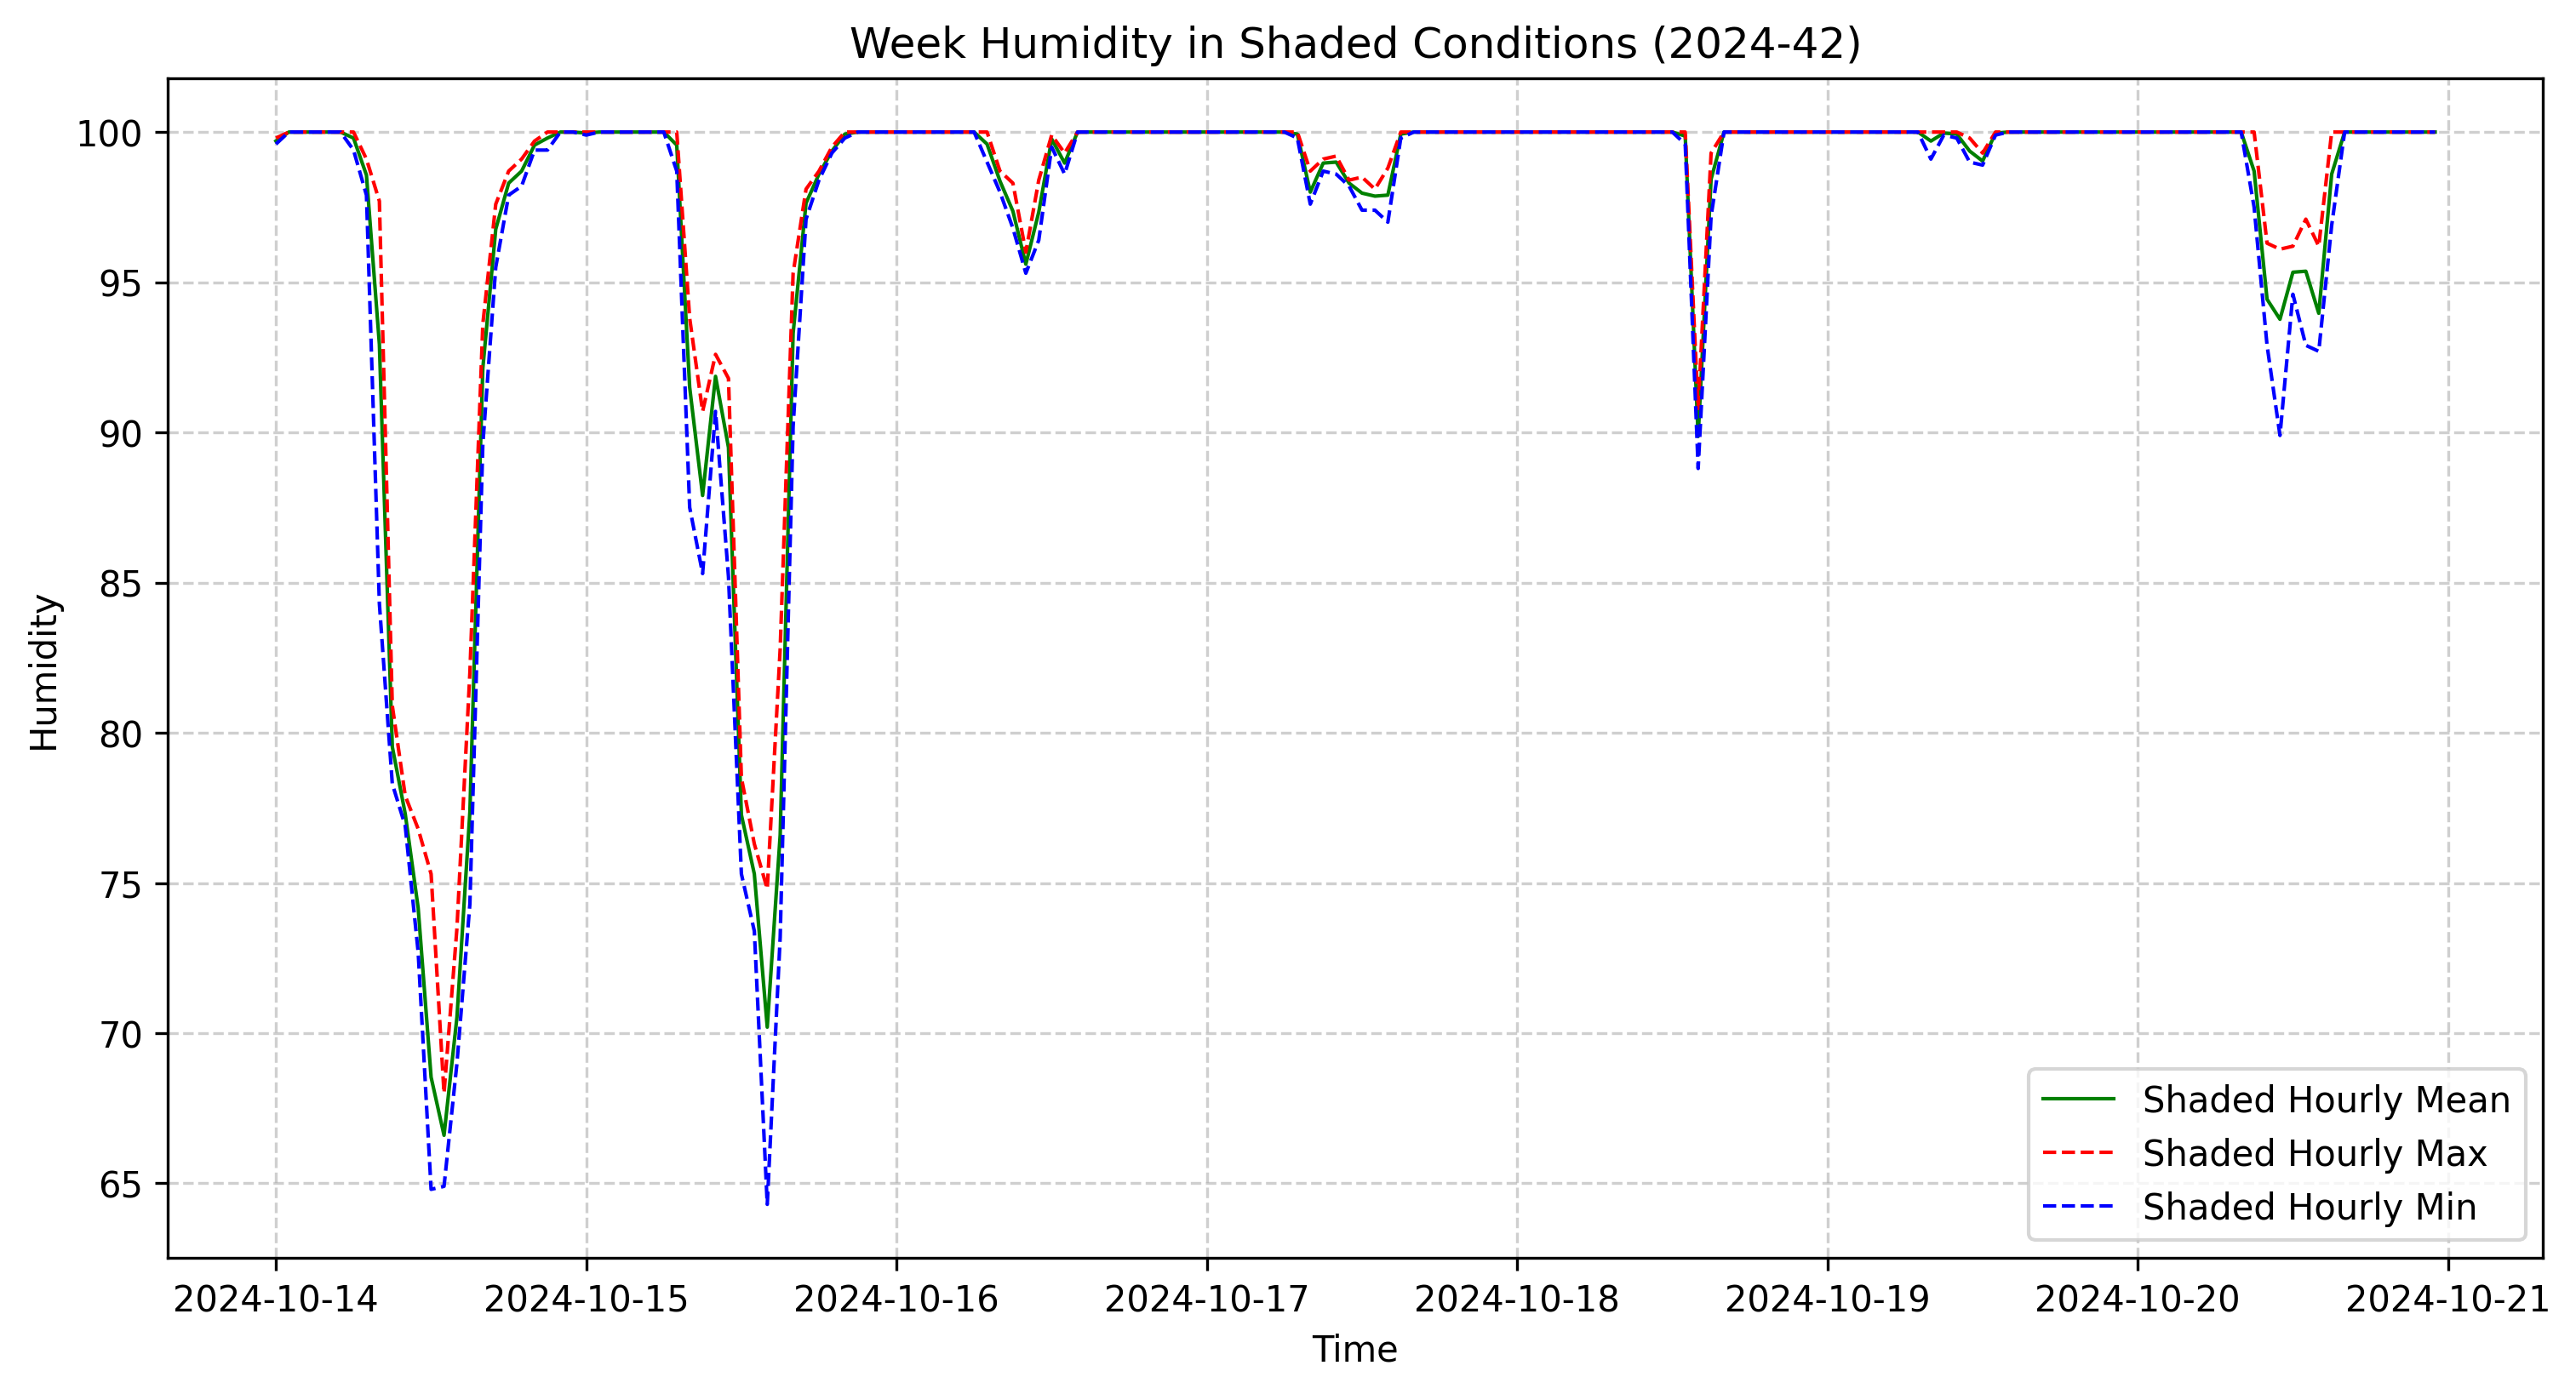 Week Humidity in Shaded Conditions (2024-42)
Humidity
100
95
90
85
80
75
70
65
Shaded Hourly Mean
Shaded Hourly Max
Shaded Hourly Min
2024-10-14
2024-10-15
2024-10-16
2024-10-17
2024-10-18
2024-10-19
2024-10-20
2024-10-21
Time